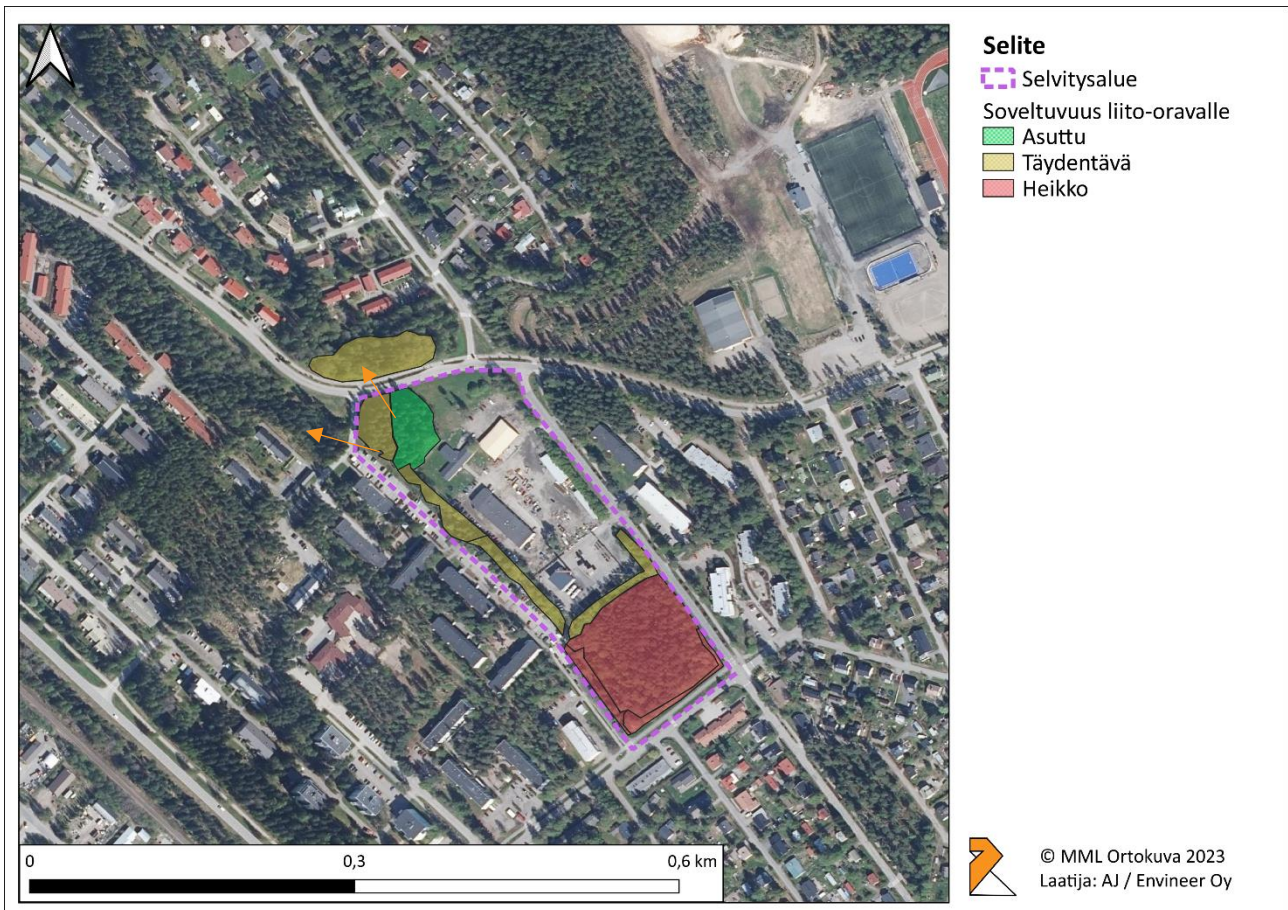 Selite
Selvitysalue
Soveltuvuus liito-oravalle
Asuttu
Täydentävä
Heikko
0 0,3 0,6 km
© MML Ortokuva 2023
Laatija: AJ / Envineer Oy